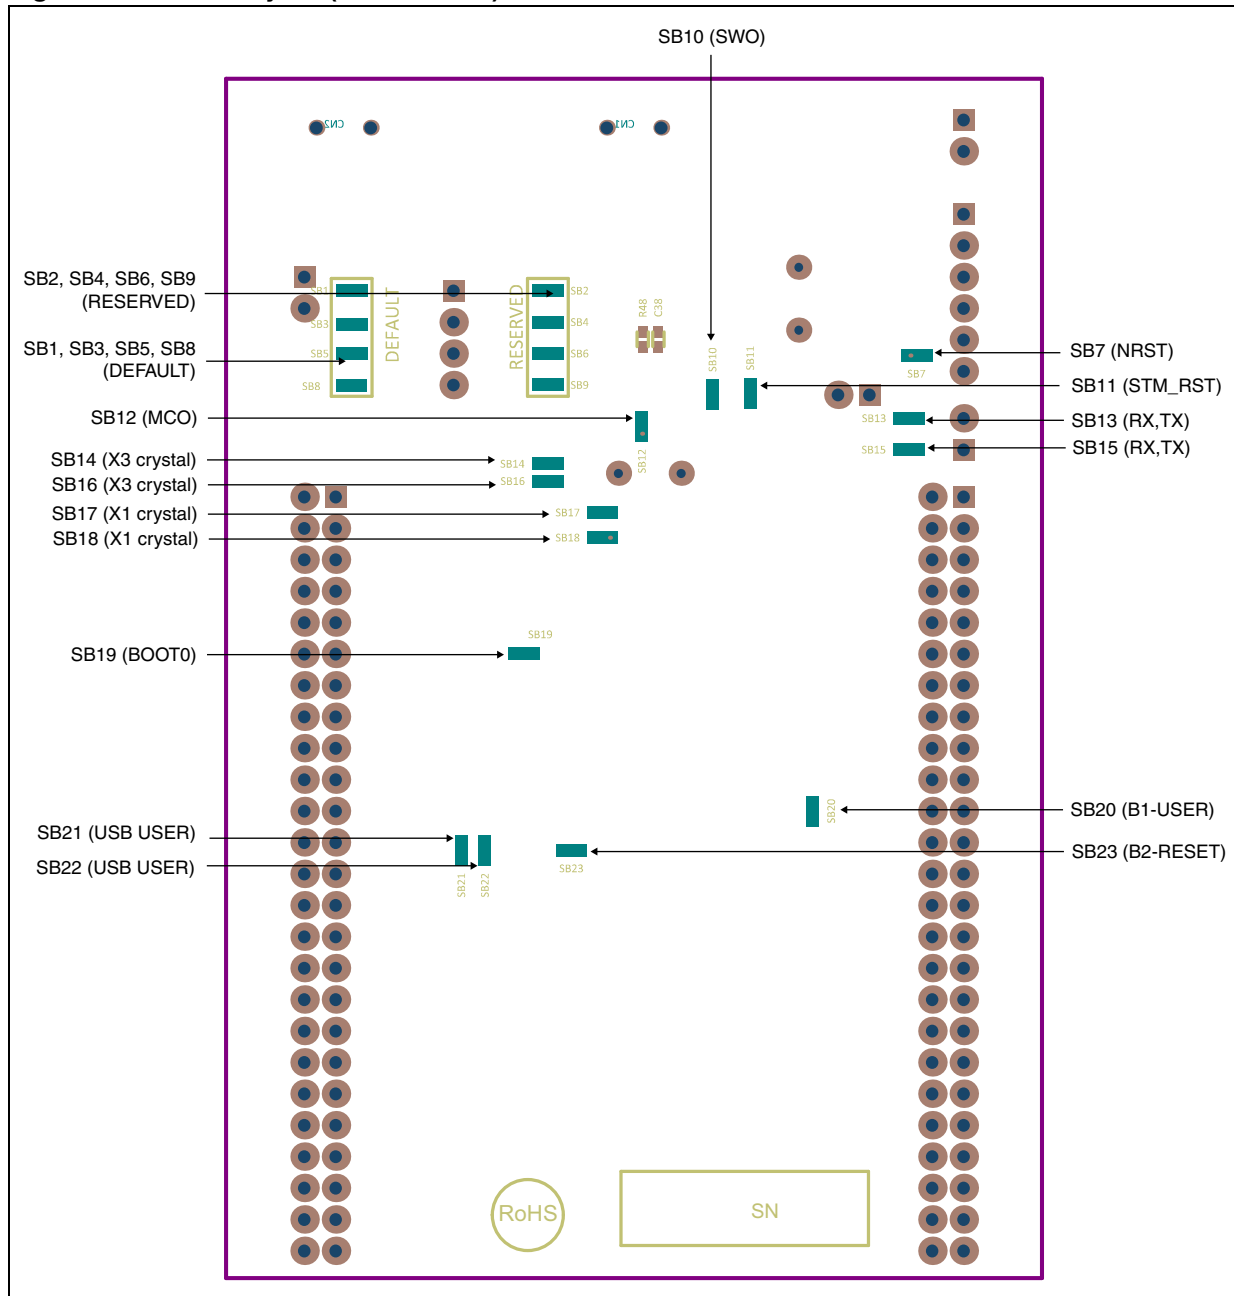 SB10 (SWO)
CN2
CN1
SB2, SB4, SB6, SB9
(RESERVED)
SB1, SB3, SB5, SB8
(DEFAULT)
SB12 (MCO)
SB14 (X3 crystal)
SB16 (X3 crystal)
SB17 (X1 crystal)
SB18 (X1 crystal)
SB19 (BOOT0)
SB21 (USB USER)
SB22 (USB USER)
SB1
SB3
SB5
SB8
DEFAULT
RESERVED
SB2
SB4
SB6
SB9
R48
C38
SB10
SB11
SB12
SB7
SB13
SB15
SB14
SB16
SB17
SB18
SB19
SB20
SB21
SB22
SB23
SB7 (NRST)
SB11 (STM_RST)
SB13 (RX,TX)
SB15 (RX,TX)
SB20 (B1-USER)
SB23 (B2-RESET)
RoHS
SN